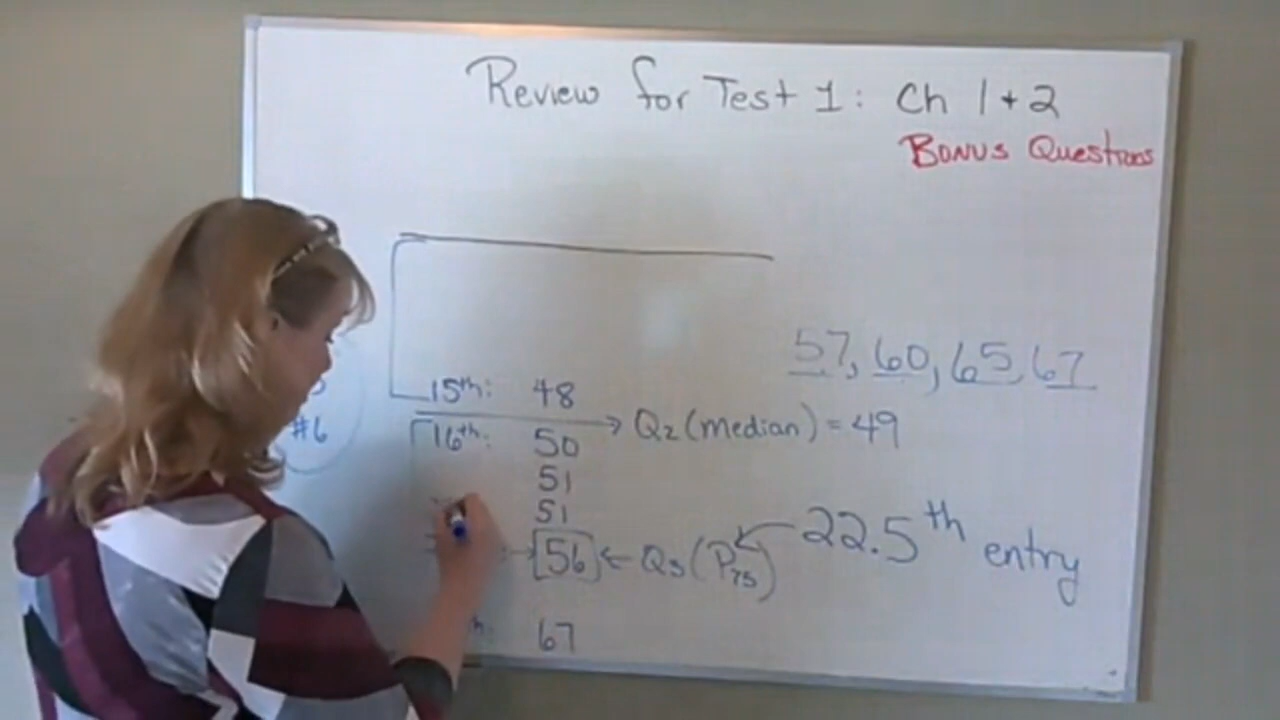 Review for Test 1: Ch 1 + 2
Bonus Questions
57, 60, 65, 67
15th: 48
#6
→ Q2 (median) = 49
16th: 50
51
51
22.5th entry
→ 56 ← Q3 (P75)
67